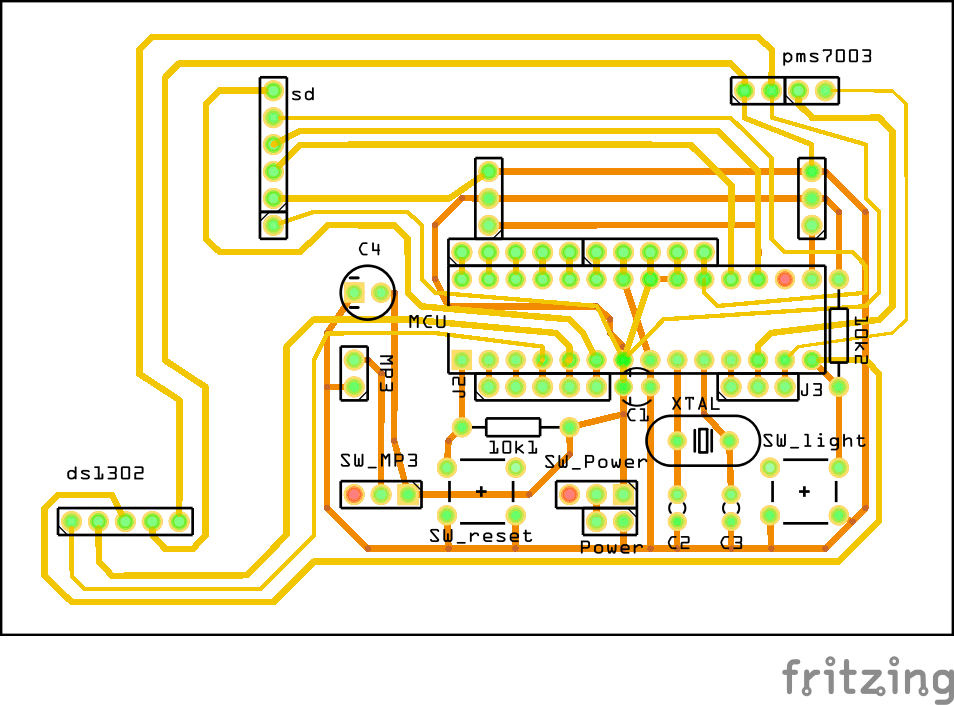 pms7003
sd
C4
MCU
10k2
MP3
J2
J3
C1
XTAL
10k1
SW_light
SW_MP3
SW_Power
ds1302
SW_reset
Power
C2
C3
fritzing